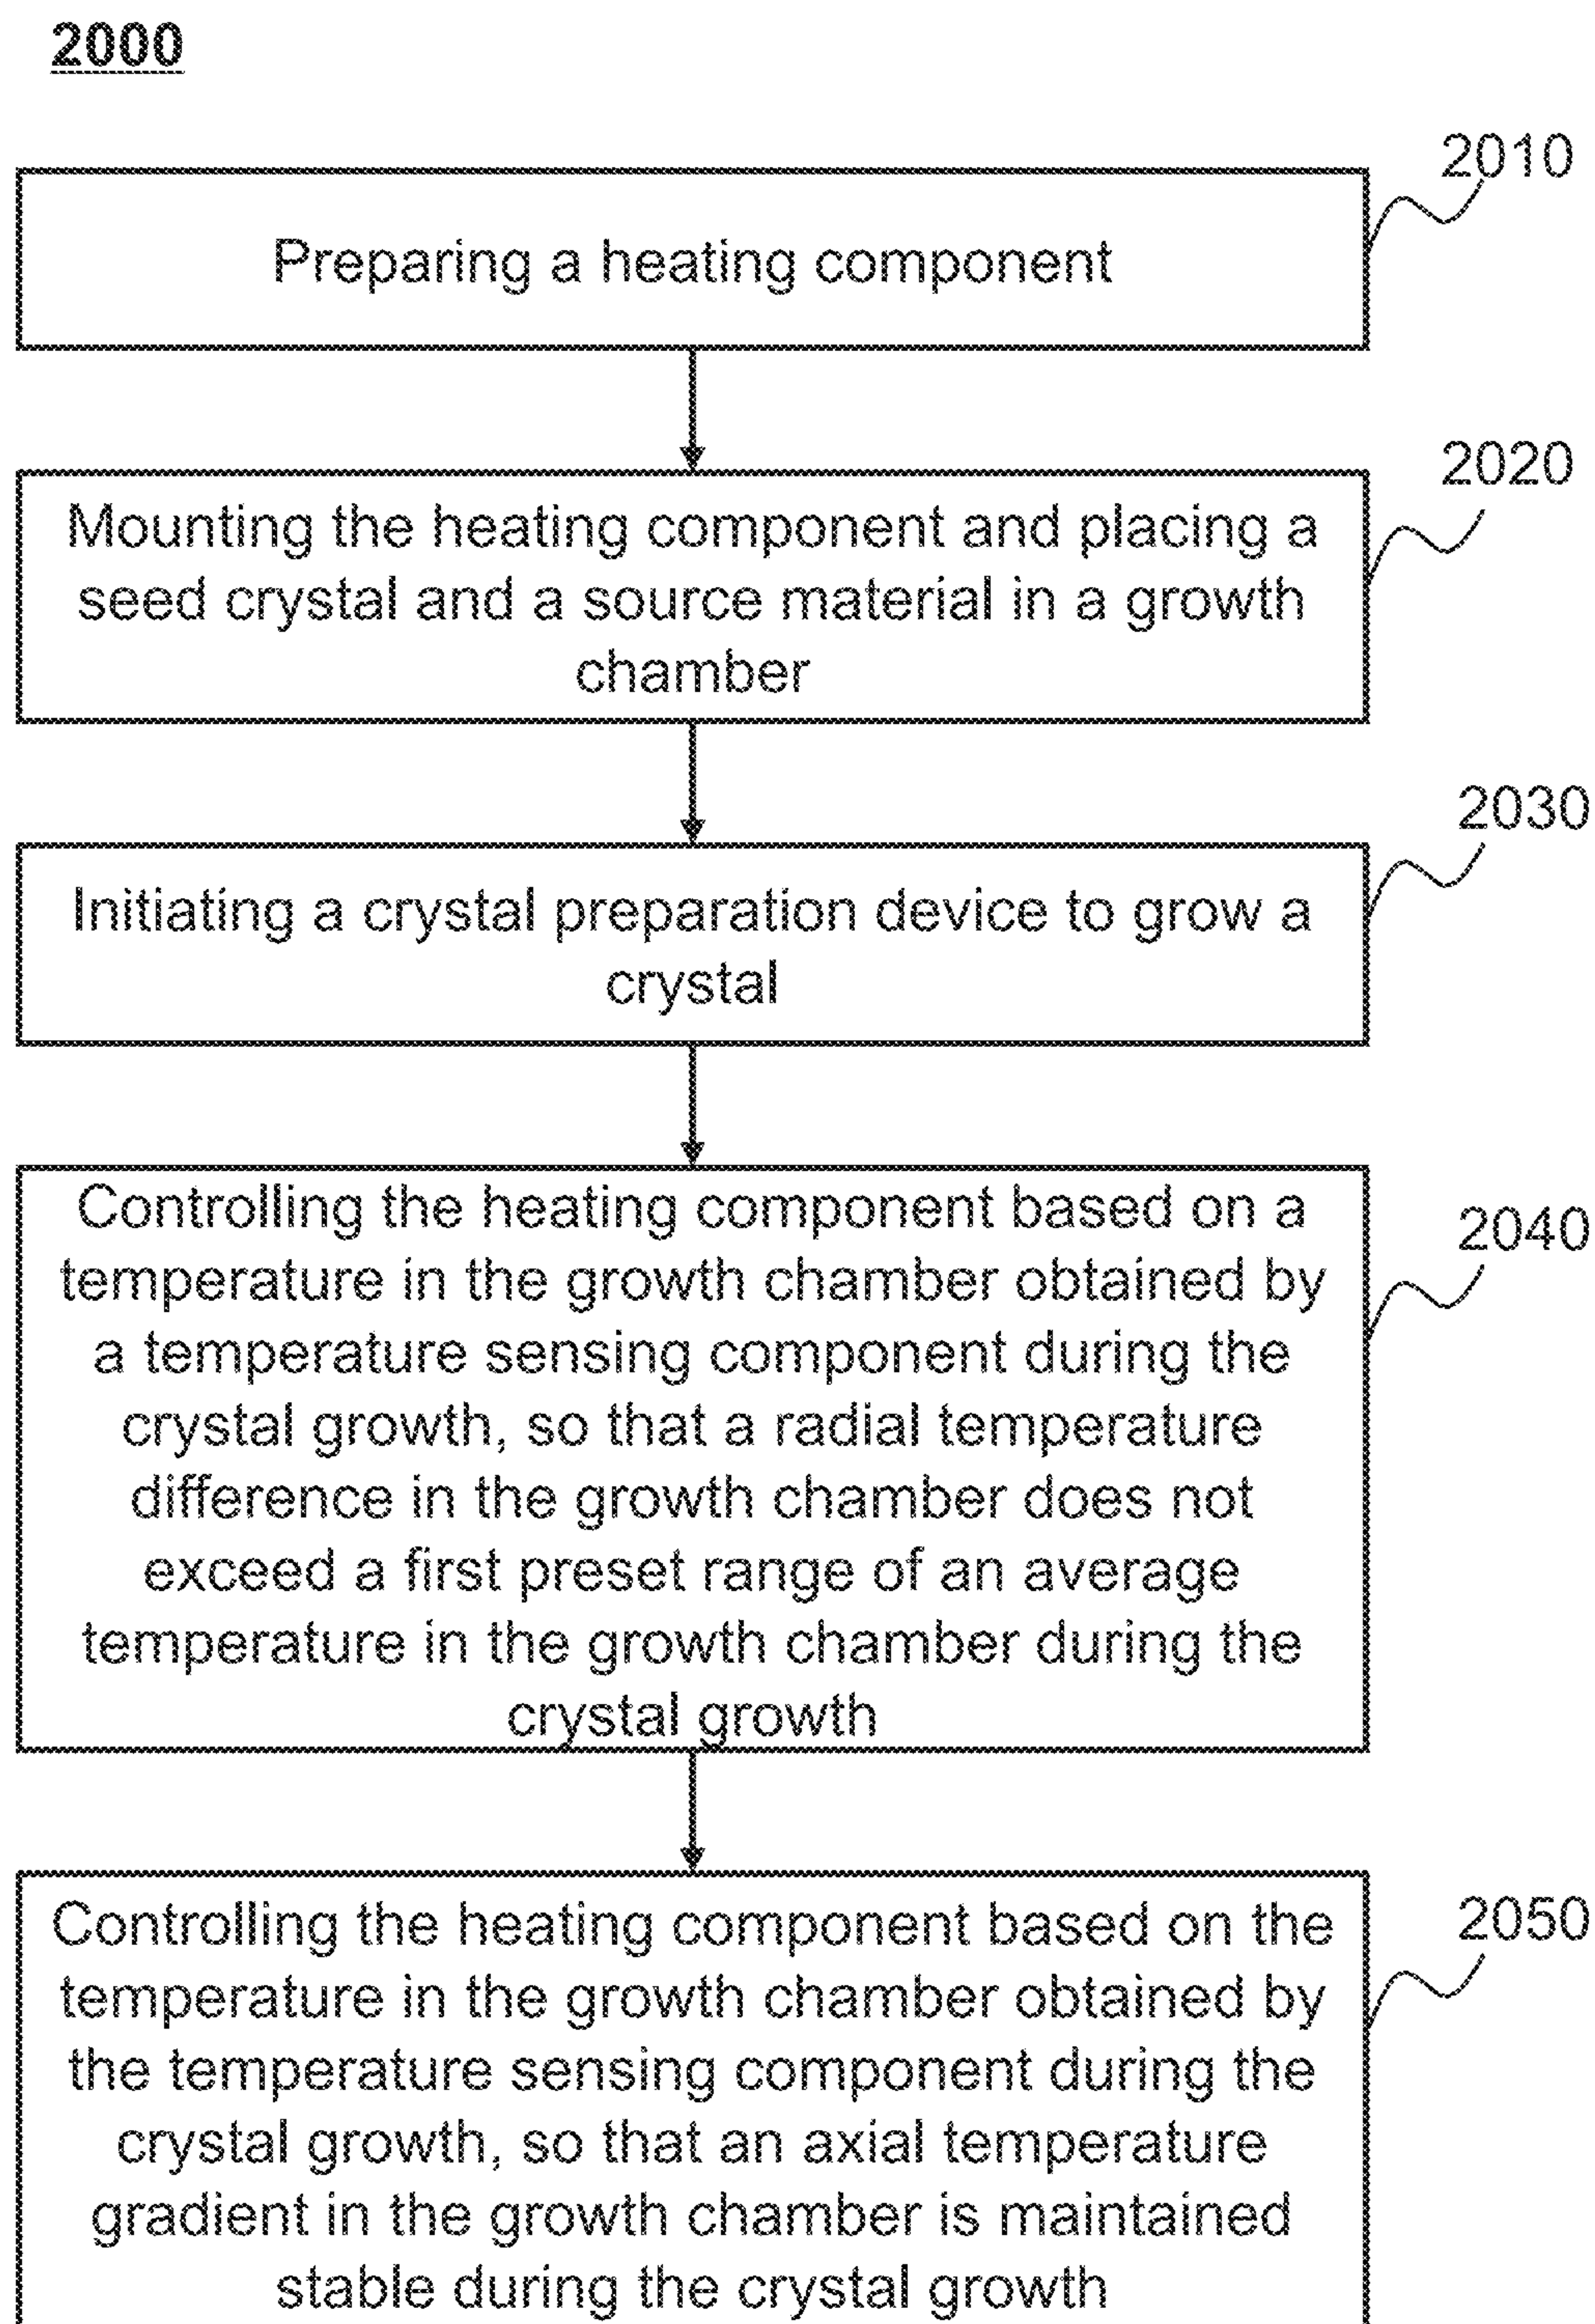 2000
2010
Preparing a heating component
2020
Mounting the heating component and placing a
seed crystal and a source material in a growth
chamber
2030
Initiating a crystal preparation device to grow a
crystal
2040
Controlling the heating component based on a
temperature in the growth chamber obtained by
a temperature sensing component during the
crystal growth, so that a radial temperature
difference in the growth chamber does not
exceed a first preset range of an average
temperature in the growth chamber during the
crystal growth
2050
Controlling the heating component based on the
temperature in the growth chamber obtained by
the temperature sensing component during the
crystal growth, so that an axial temperature
gradient in the growth chamber is maintained
stable during the crystal growth